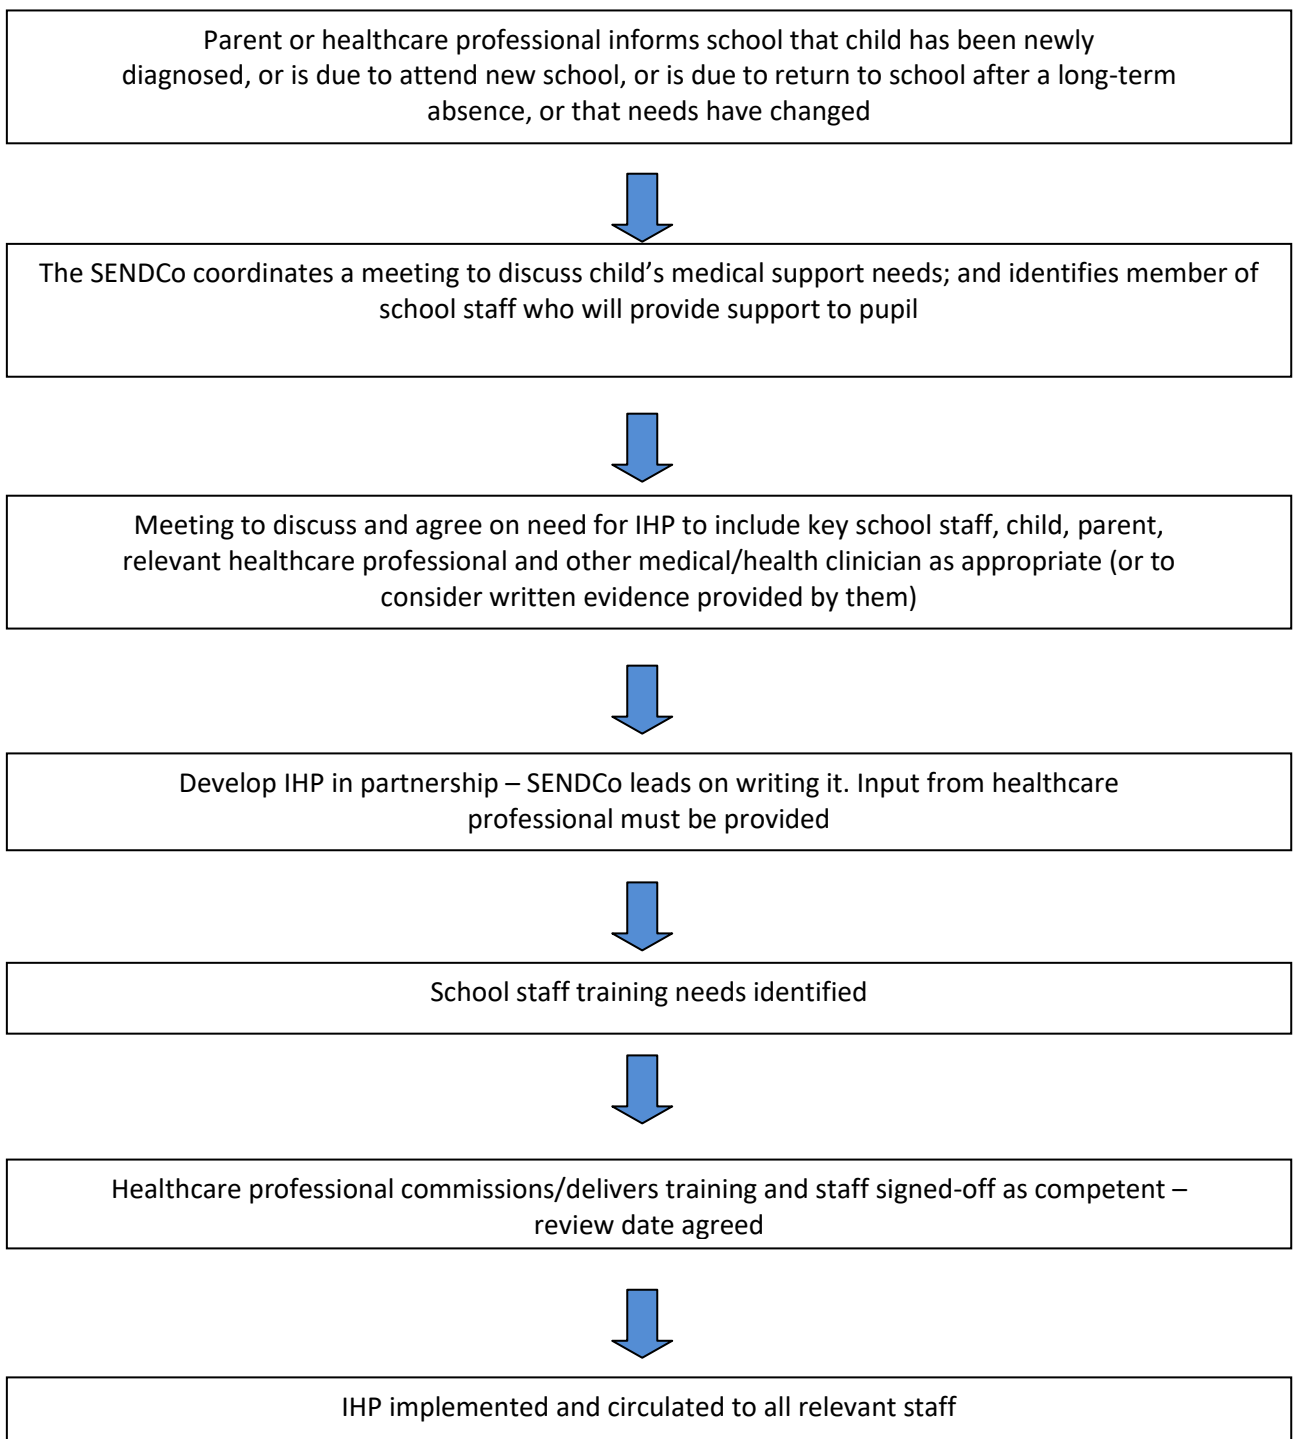 Parent or healthcare professional informs school that child has been newly
diagnosed, or is due to attend new school, or is due to return to school after a long-term
absence, or that needs have changed
The SENDCo coordinates a meeting to discuss child’s medical support needs; and identifies member of
school staff who will provide support to pupil
Meeting to discuss and agree on need for IHP to include key school staff, child, parent,
relevant healthcare professional and other medical/health clinician as appropriate (or to
consider written evidence provided by them)
Develop IHP in partnership – SENDCo leads on writing it. Input from healthcare
professional must be provided
School staff training needs identified
Healthcare professional commissions/delivers training and staff signed-off as competent –
review date agreed
IHP implemented and circulated to all relevant staff